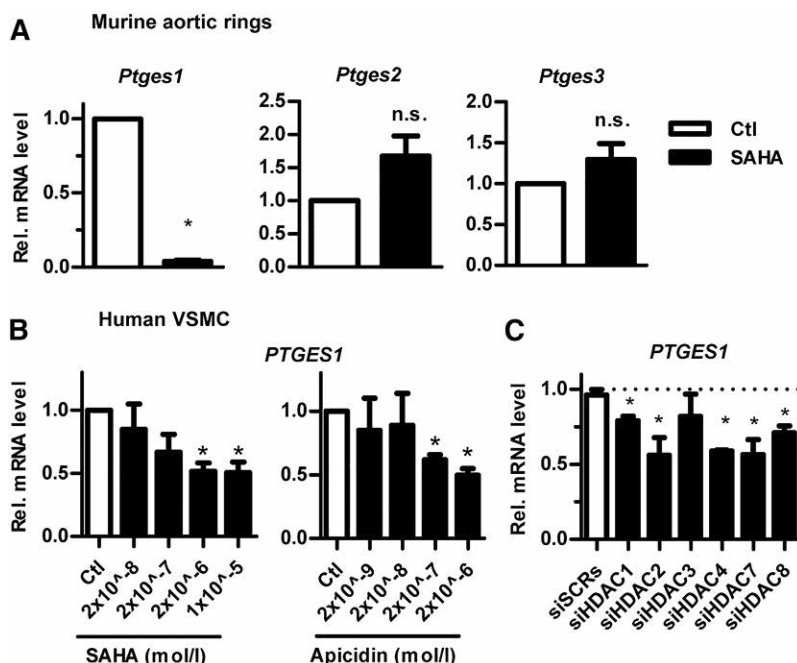 A Murine aortic rings
Ptges1
Ptges2
Ptges3
Rel. mRNA level
1.0
0.5
0.0
*
2.5
2.0
1.5
1.0
0.5
0.0
n.s.
2.0
1.5
1.0
0.5
0.0
n.s.
Ctl
SAHA
B Human VSMC
PTGES1
Rel. mRNA level
1.0
0.5
0.0
* *
Ctl
2x10^-8
2x10^-7
2x10^-6
1x10^-5
SAHA (mol/l)
1.0
0.5
0.0
* *
Ctl
2x10^-9
2x10^-8
2x10^-7
2x10^-6
Apicidin (mol/l)
C
PTGES1
Rel. mRNA level
1.0
0.5
0.0
* * * * *
siSCRs
siHDAC1
siHDAC2
siHDAC3
siHDAC4
siHDAC7
siHDAC8